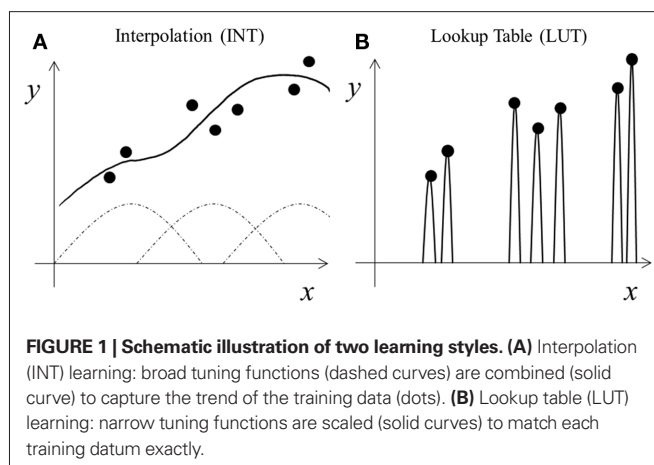 A
Interpolation (INT)
y
x
B
Lookup Table (LUT)
y
x
FIGURE 1 | Schematic illustration of two learning styles. (A) Interpolation
(INT) learning: broad tuning functions (dashed curves) are combined (solid
curve) to capture the trend of the training data (dots). (B) Lookup table (LUT)
learning: narrow tuning functions are scaled (solid curves) to match each
training datum exactly.